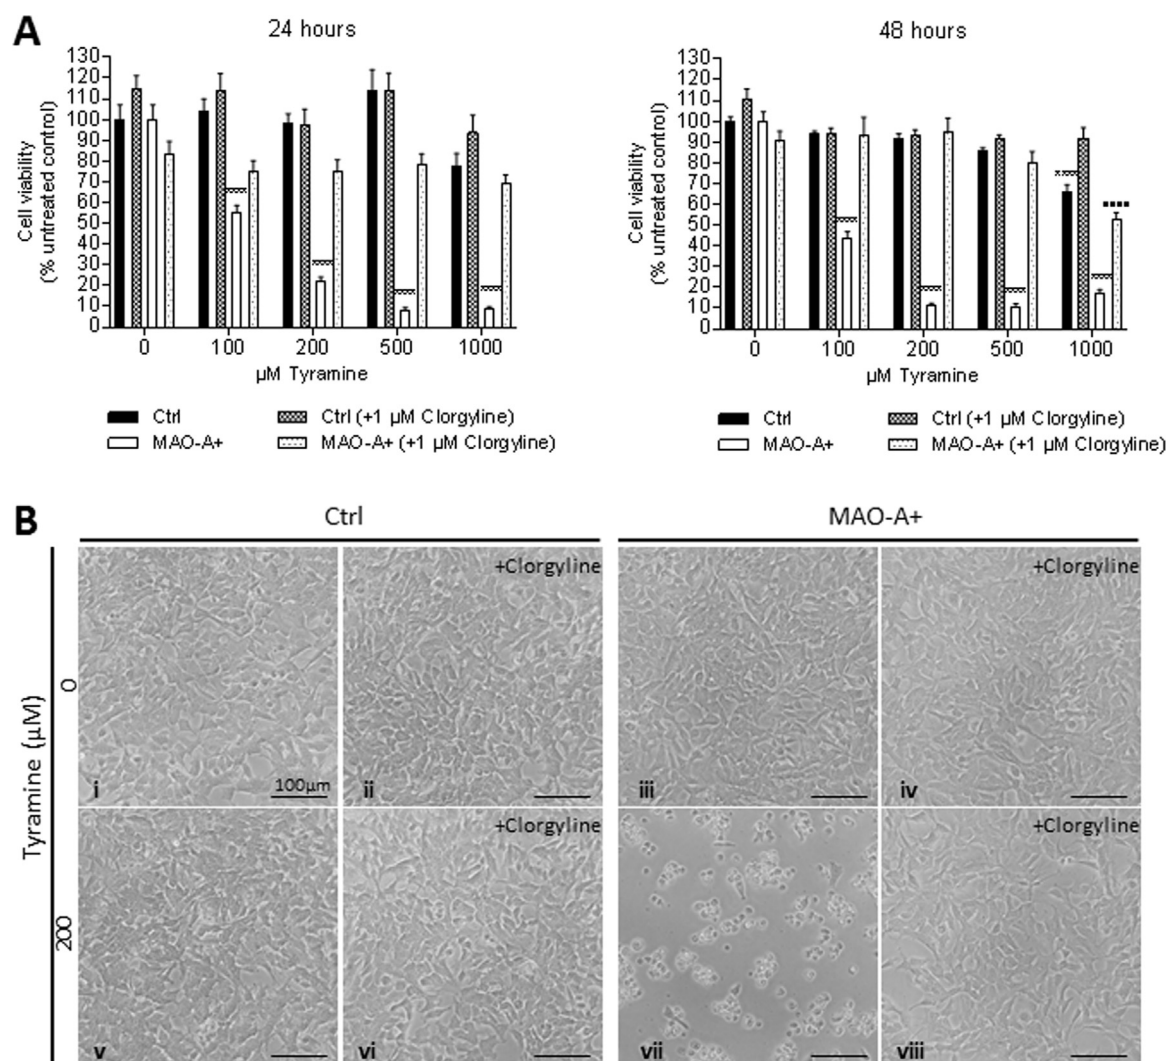 A
24 hours
130
120
110
100
90
80
70
60
50
40
30
20
10
0
Cell viability
(% untreated control)
0 100 200 500 1000
µM Tyramine
Ctrl
Ctrl (+1 µM Clorgyline)
MAO-A+
MAO-A+ (+1 µM Clorgyline)
48 hours
130
120
110
100
90
80
70
60
50
40
30
20
10
0
Cell viability
(% untreated control)
0 100 200 500 1000
µM Tyramine
Ctrl
Ctrl (+1 µM Clorgyline)
MAO-A+
MAO-A+ (+1 µM Clorgyline)
B
Ctrl
MAO-A+
Tyramine (µM)
0
200
+Clorgyline
+Clorgyline
i
100µm
ii
iii
iv
+Clorgyline
+Clorgyline
v
vi
vii
viii